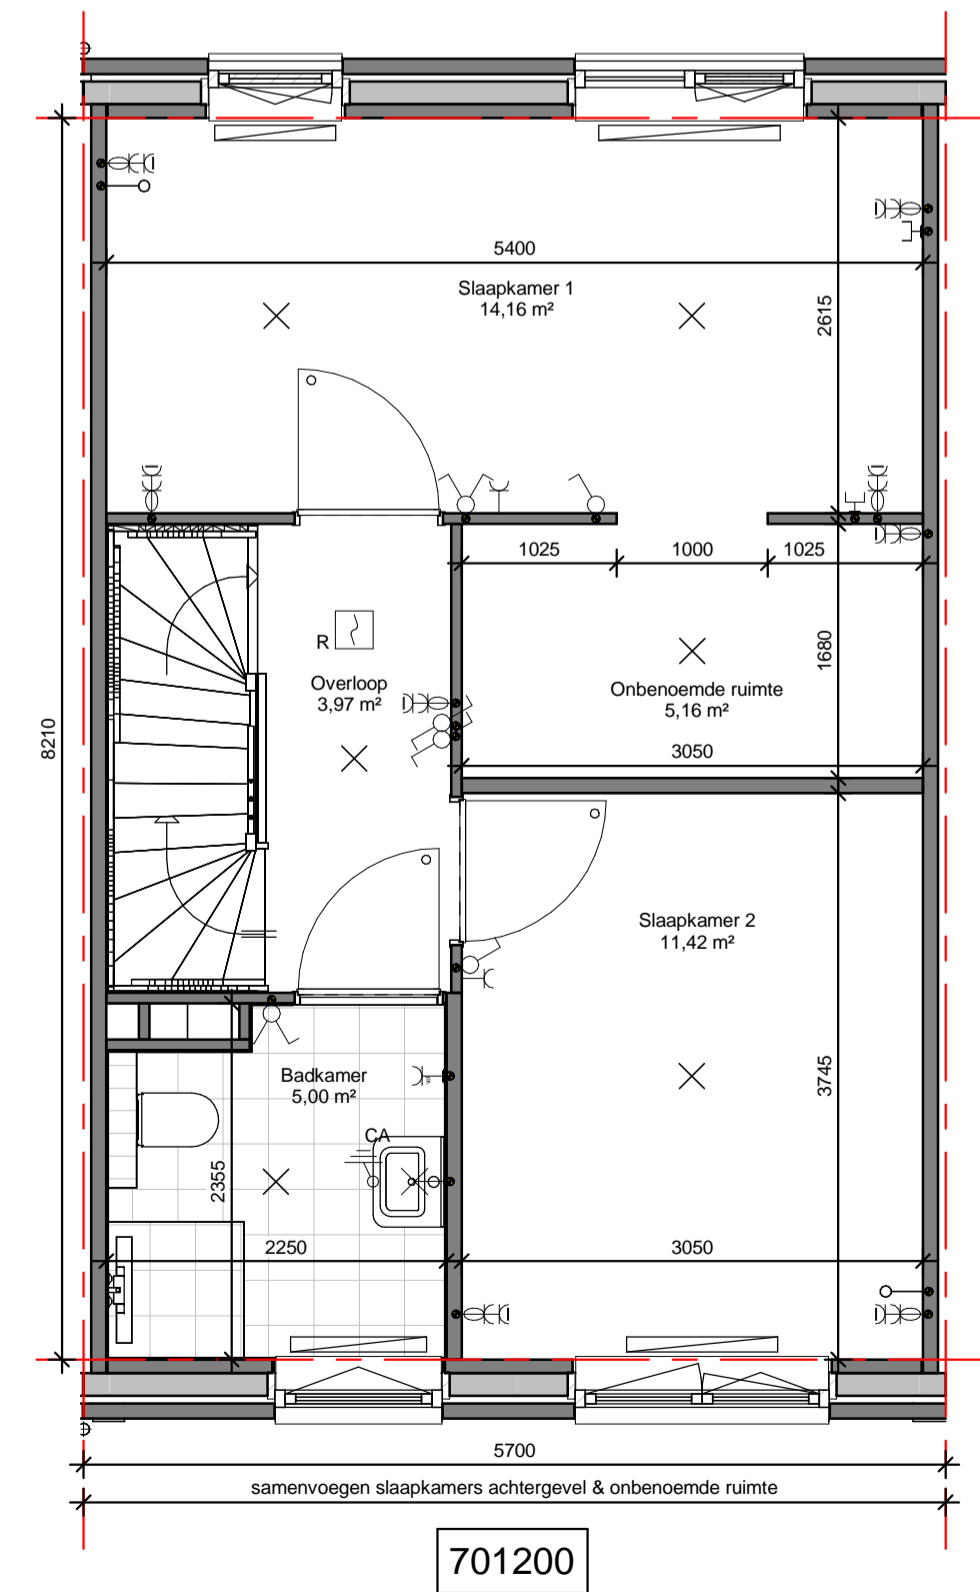 5400
Slaapkamer 1
14,16 m²
2615
1025
1000
1025
R
Overloop
3,97 m²
1680
Onbenoemde ruimte
5,16 m²
8210
3050
Slaapkamer 2
11,42 m²
Badkamer
5,00 m²
3745
CA
2355
2250
3050
5700
samenvoegen slaapkamers achtergevel & onbenoemde ruimte
701200